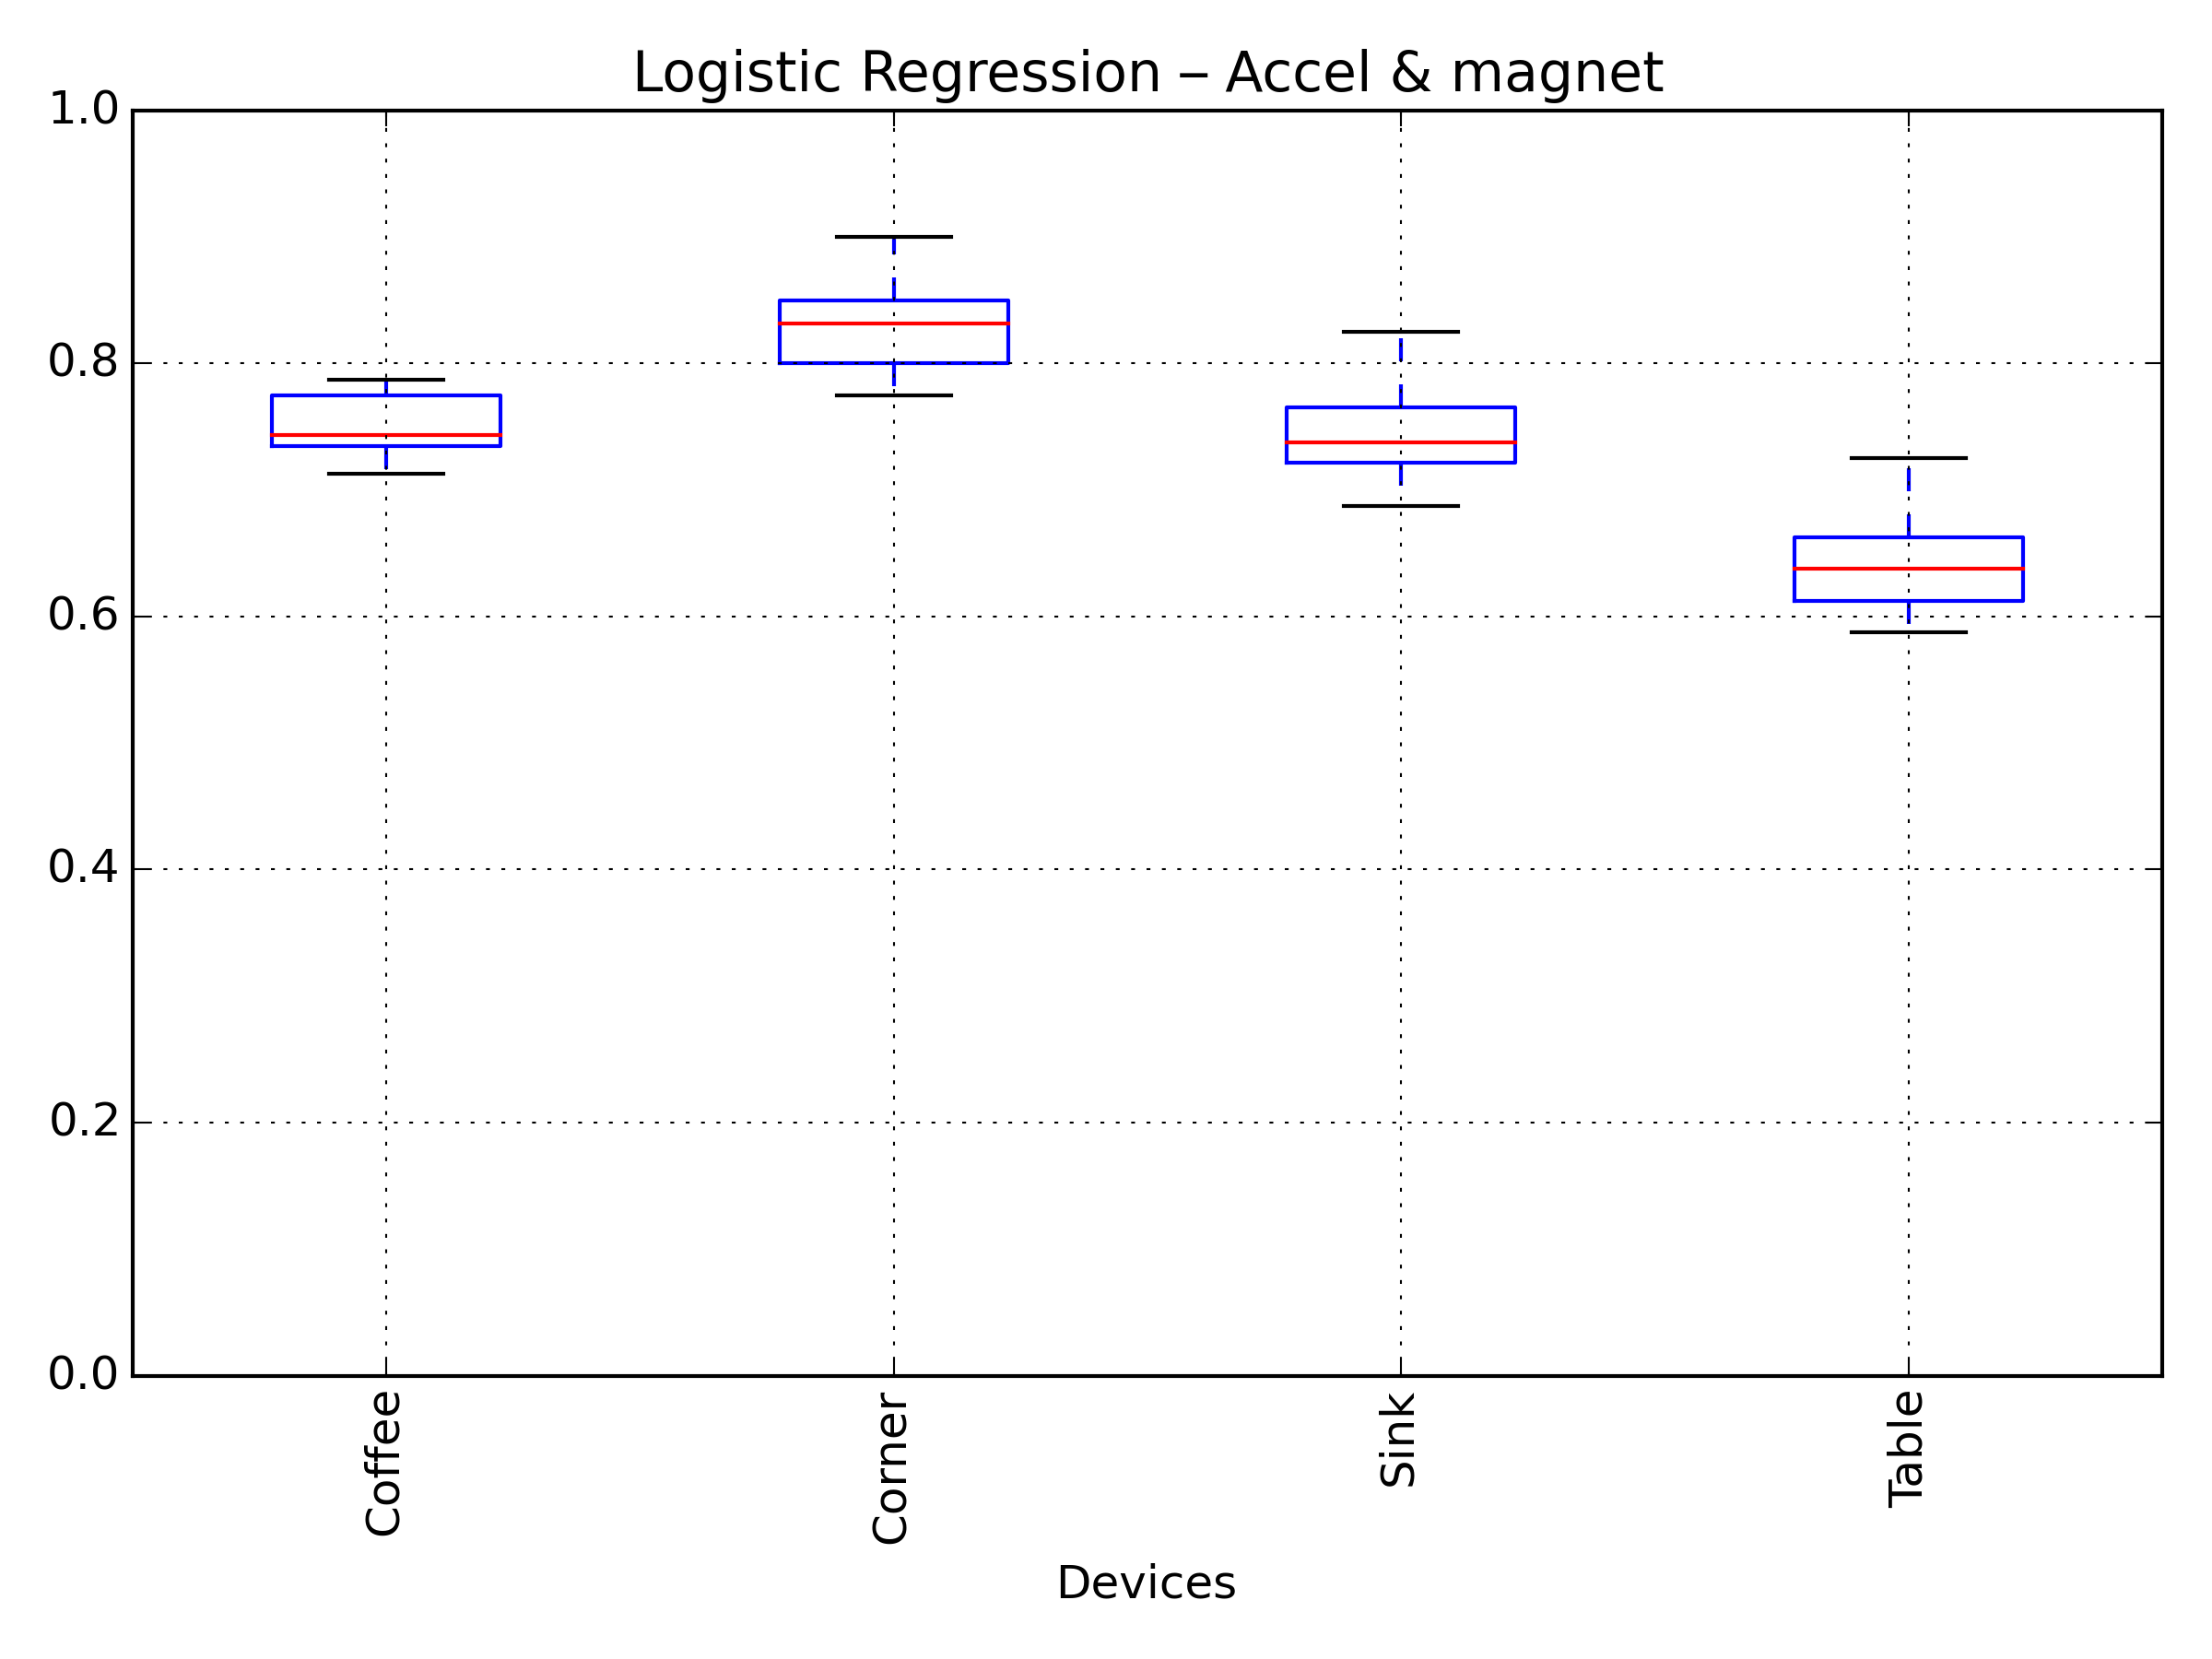 Logistic Regression – Accel & magnet
1.0
0.8
0.6
0.4
0.2
0.0
Coffee
Corner
Sink
Table
Devices